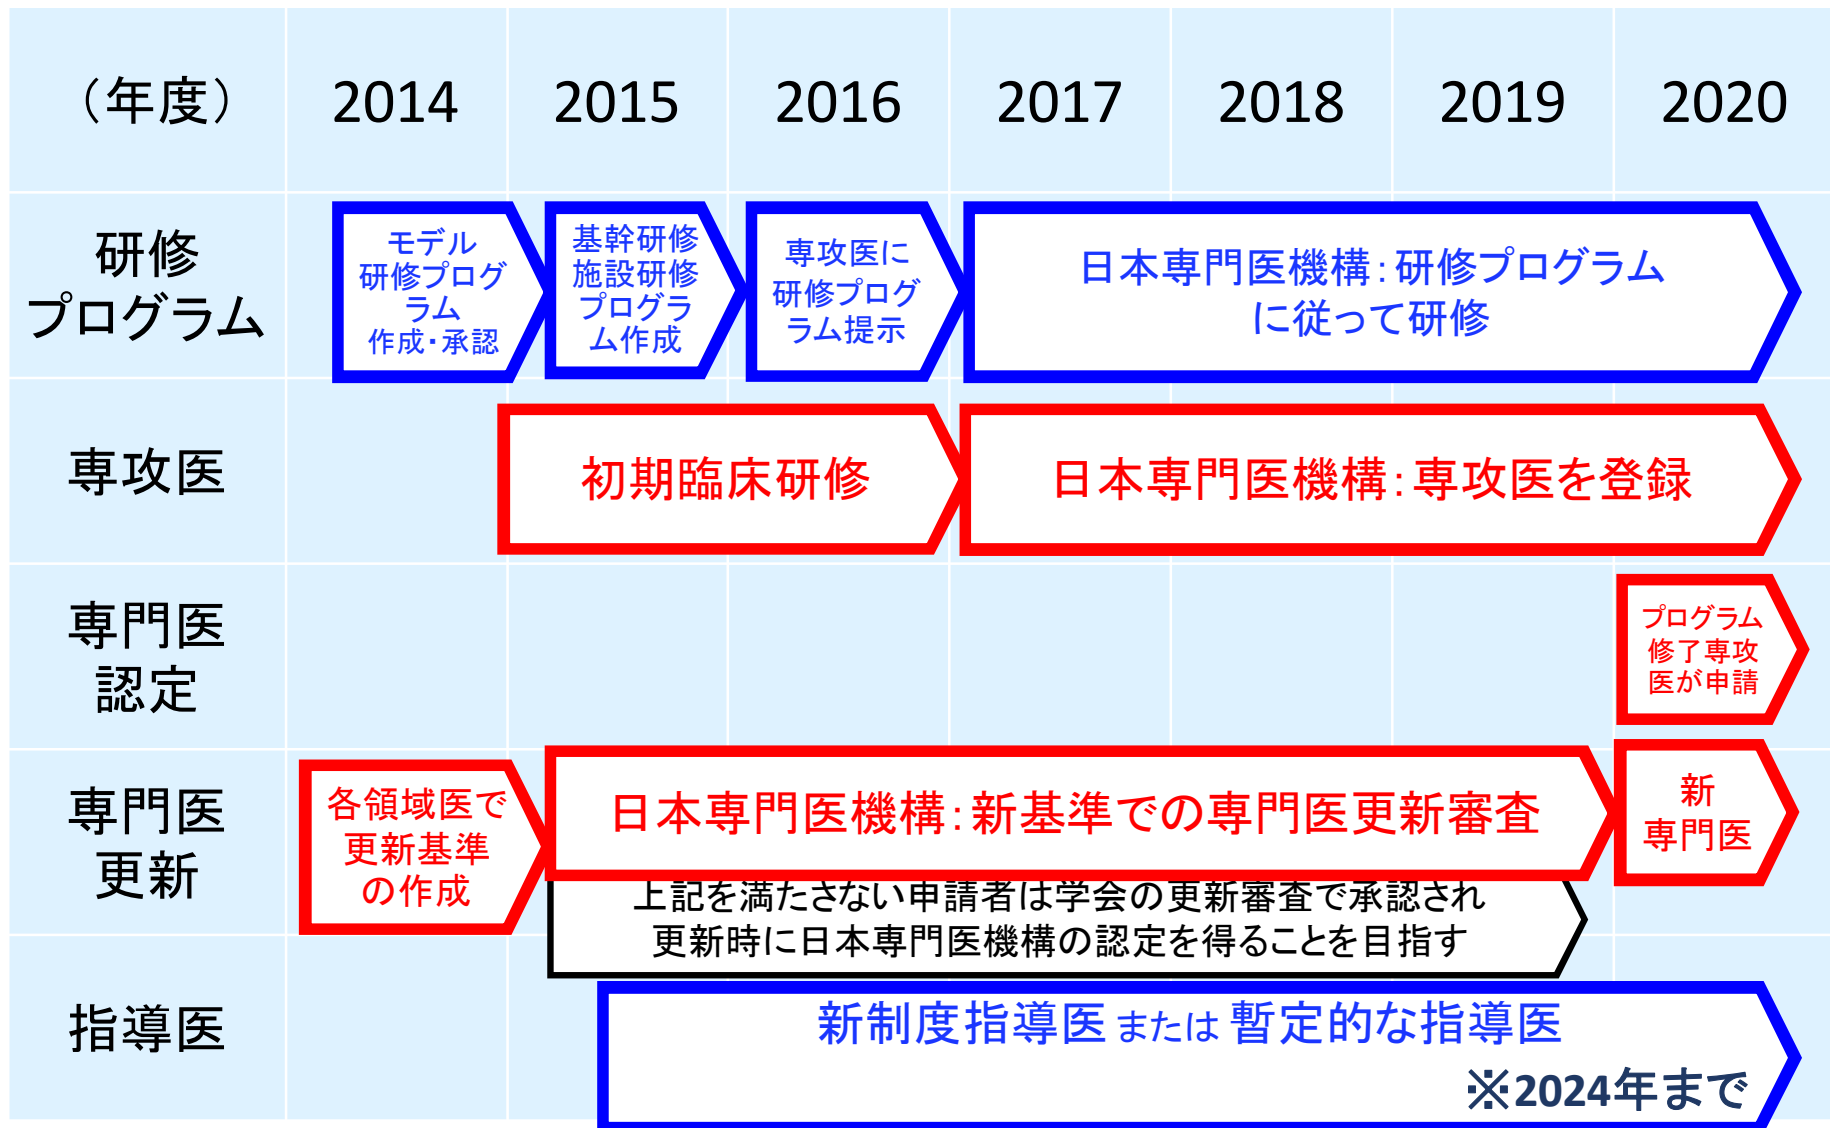 （年度） 2014 2015 2016 2017 2018 2019 2020
研修
プログラム
モデル
研修プログ
ラム
作成・承認
基幹研修
施設研修
プログラ
ム作成
専攻医に
研修プログ
ラム提示
日本専門医機構：研修プログラム
に従って研修
専攻医
初期臨床研修
日本専門医機構：専攻医を登録
専門医
認定
プログラム
修了専攻
医が申請
専門医
更新
各領域医で
更新基準
の作成
日本専門医機構：新基準での専門医更新審査
新
専門医
上記を満たさない申請者は学会の更新審査で承認され
更新時に日本専門医機構の認定を得ることを目指す
指導医
新制度指導医 または 暫定的な指導医
※2024年まで